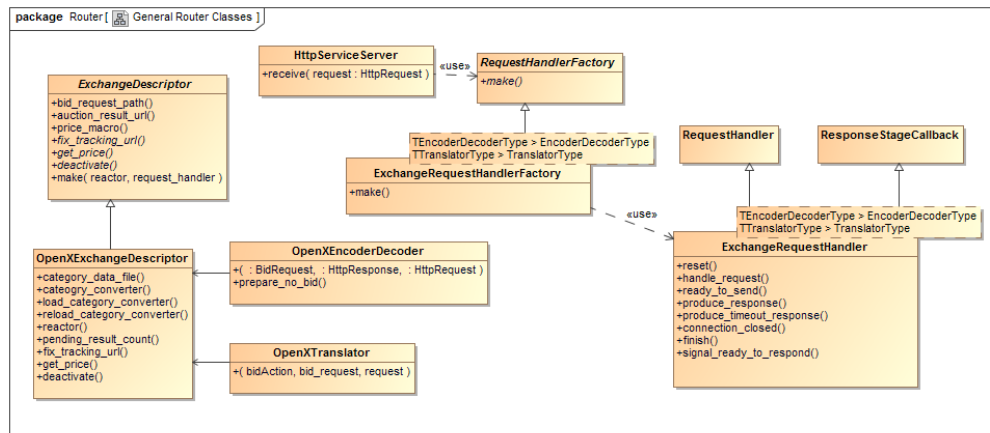 package Router [ General Router Classes ]
HttpServiceServer
+receive( request : HttpRequest )
«use»
RequestHandlerFactory
+make()
ExchangeDescriptor
+bid_request_path()
+auction_result_url()
+price_macro()
+fix_tracking_url()
+get_price()
+deactivate()
+make( reactor, request_handler )
TEncoderDecoderType > EncoderDecoderType
TTranslatorType > TranslatorType
ExchangeRequestHandlerFactory
+make()
RequestHandler
ResponseStageCallback
«use»
TEncoderDecoderType > EncoderDecoderType
TTranslatorType > TranslatorType
ExchangeRequestHandler
+reset()
+handle_request()
+ready_to_send()
+produce_response()
+produce_timeout_response()
+connection_closed()
+finish()
+signal_ready_to_respond()
OpenXExchangeDescriptor
+category_data_file()
+cateogry_converter()
+load_category_converter()
+reload_category_converter()
+reactor()
+pending_result_count()
+fix_tracking_url()
+get_price()
+deactivate()
OpenXEncoderDecoder
+( : BidRequest, : HttpResponse, : HttpRequest )
+prepare_no_bid()
OpenXTranslator
+( bidAction, bid_request, request )